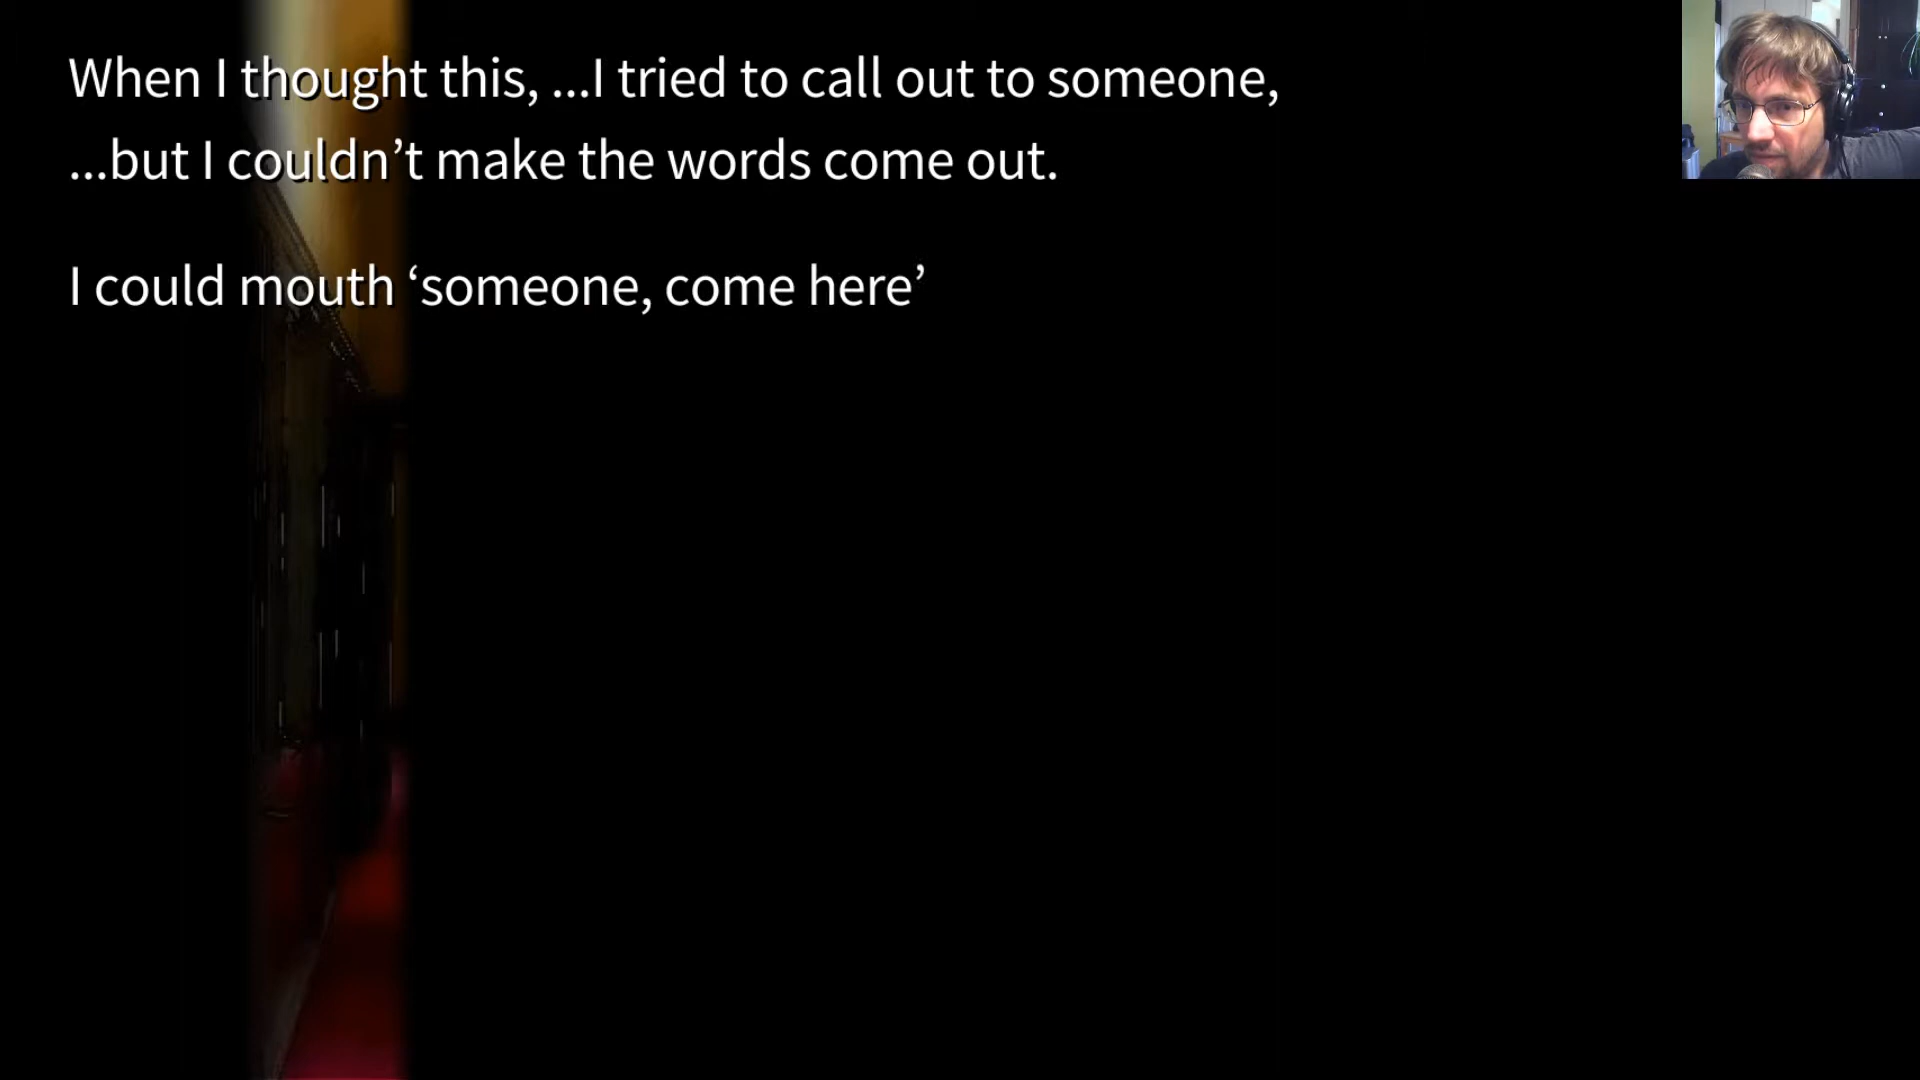 When I thought this, ...I tried to call out to someone,
...but I couldn’t make the words come out.
I could mouth ‘someone, come here’